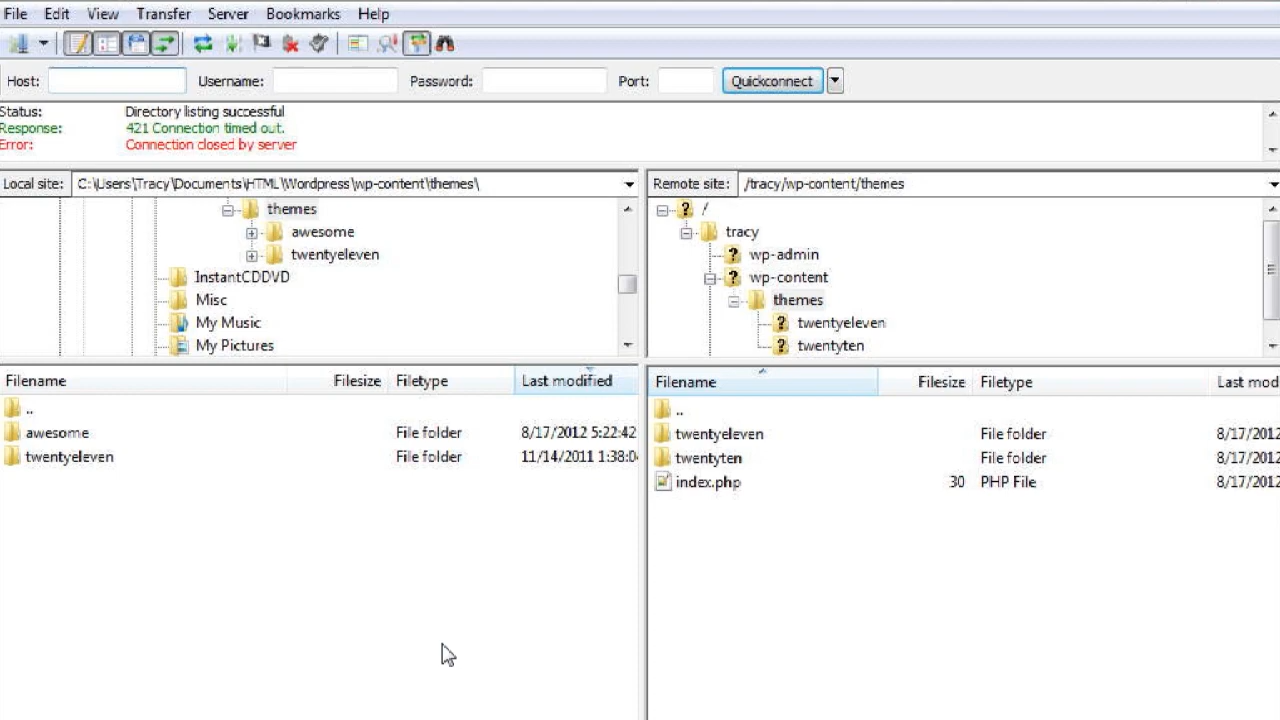 File Edit View Transfer Server Bookmarks Help
Host: Username: Password: Port: Quickconnect
Status: Directory listing successful
Response: 421 Connection timed out.
Error: Connection closed by server
Local site: C:\Users\Tracy\Documents\HTML\Wordpress\wp-content\themes\
themes
awesome
twentyeleven
InstantCDDVD
Misc
My Music
My Pictures
Remote site: /tracy/wp-content/themes
/
tracy
wp-admin
wp-content
themes
twentyeleven
twentyten
Filename Filesize Filetype Last modified
..
awesome File folder 8/17/2012 5:22:42
twentyeleven File folder 11/14/2011 1:38:04
Filename Filesize Filetype Last mod
..
twentyeleven File folder 8/17/2012
twentyten File folder 8/17/2012
index.php 30 PHP File 8/17/2012